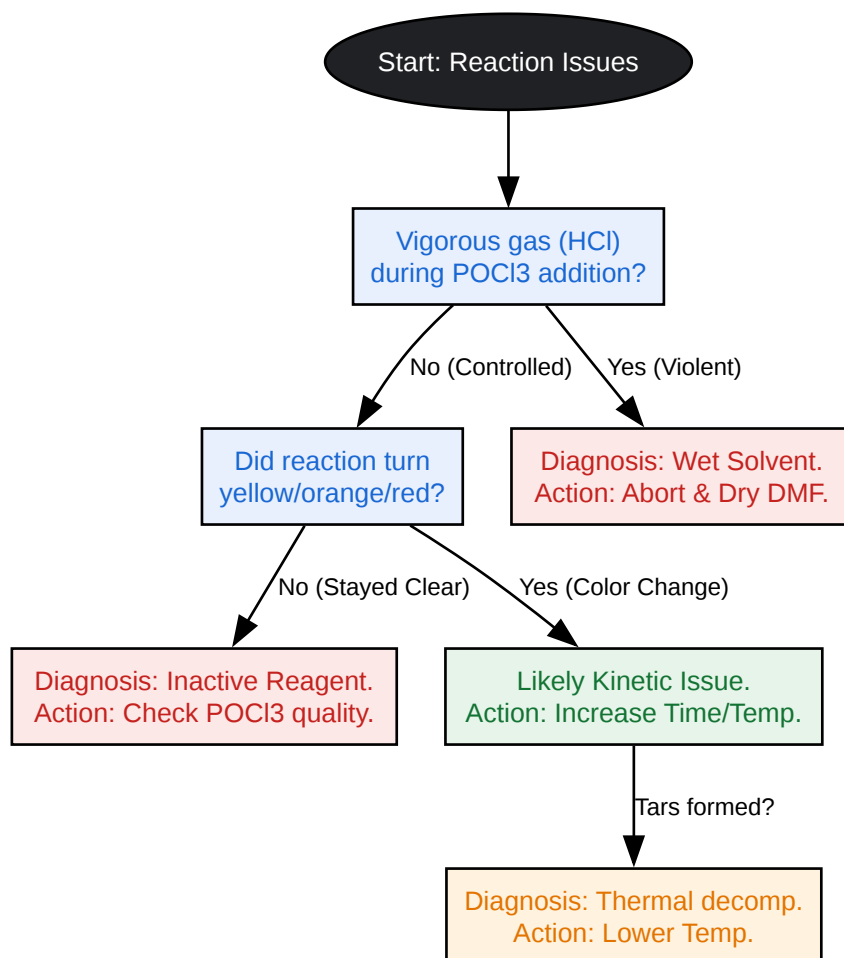 Start: Reaction Issues
Vigorous gas (HCl)
during POCl3 addition?
No (Controlled)
Yes (Violent)
Did reaction turn
yellow/orange/red?
Diagnosis: Wet Solvent.
Action: Abort & Dry DMF.
No (Stayed Clear)
Yes (Color Change)
Diagnosis: Inactive Reagent.
Action: Check POCl3 quality.
Likely Kinetic Issue.
Action: Increase Time/Temp.
Tars formed?
Diagnosis: Thermal decomp.
Action: Lower Temp.